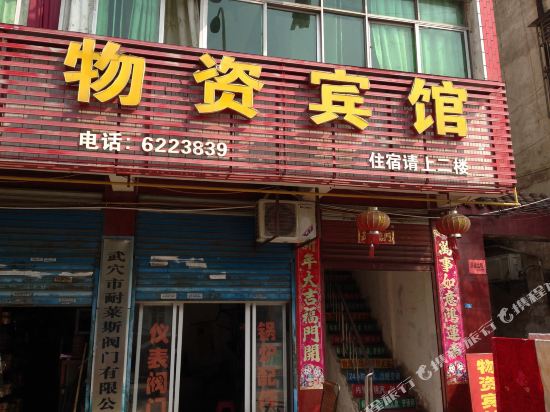 物资宾馆
电话：6223839
住宿请上二楼
武穴市耐莱斯阀门有限公
仪表阀门
锅炉配
年大吉福門開
萬事如意鴻運
物资宾
携程旅行